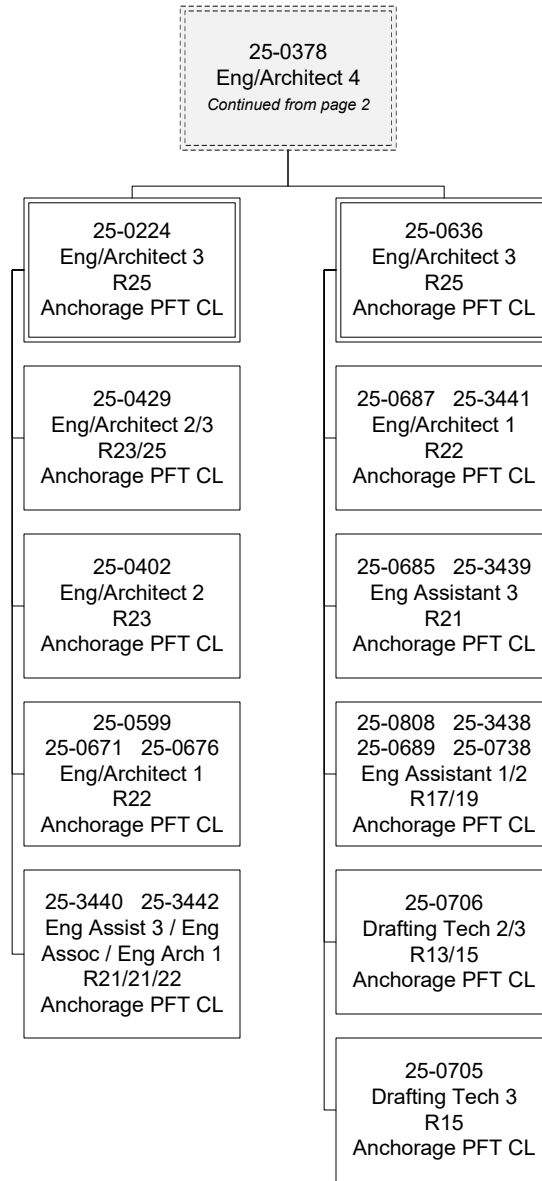 25-0378
Eng/Architect 4
Continued from page 2
25-0224
Eng/Architect 3
R25
Anchorage PFT CL
25-0429
Eng/Architect 2/3
R23/25
Anchorage PFT CL
25-0402
Eng/Architect 2
R23
Anchorage PFT CL
25-0599
25-0671 25-0676
Eng/Architect 1
R22
Anchorage PFT CL
25-3440 25-3442
Eng Assist 3 / Eng
Assoc / Eng Arch 1
R21/21/22
Anchorage PFT CL
25-0636
Eng/Architect 3
R25
Anchorage PFT CL
25-0687 25-3441
Eng/Architect 1
R22
Anchorage PFT CL
25-0685 25-3439
Eng Assistant 3
R21
Anchorage PFT CL
25-0808 25-3438
25-0689 25-0738
Eng Assistant 1/2
R17/19
Anchorage PFT CL
25-0706
Drafting Tech 2/3
R13/15
Anchorage PFT CL
25-0705
Drafting Tech 3
R15
Anchorage PFT CL